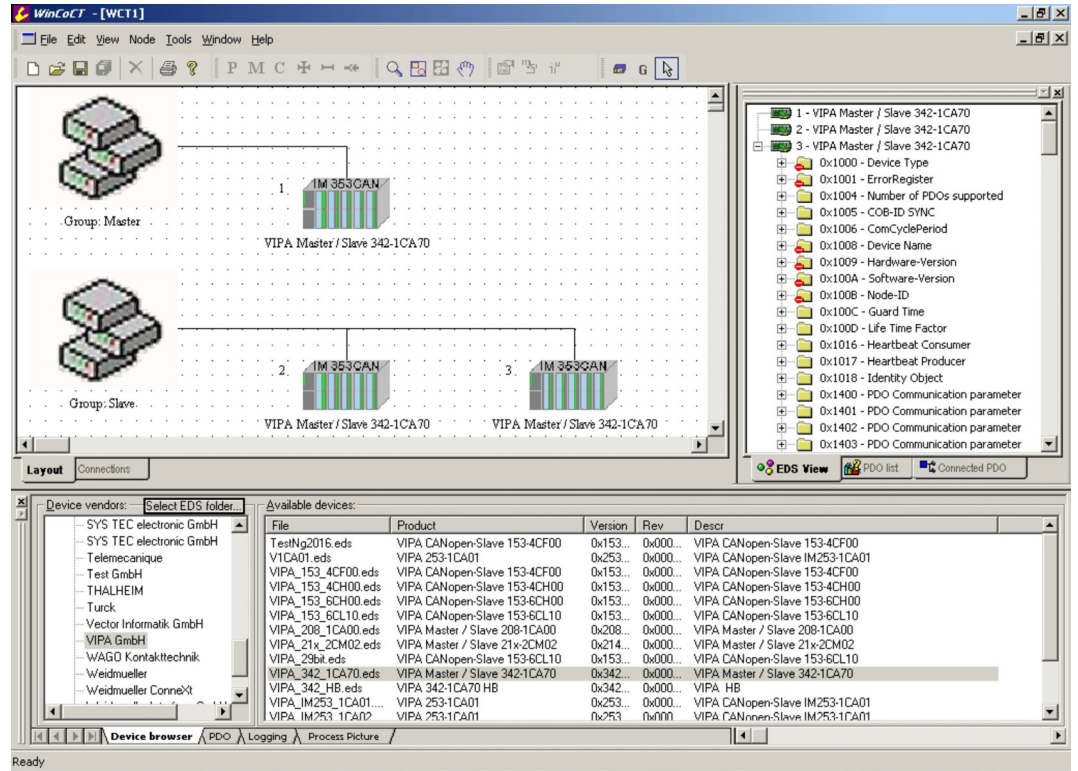 WinCoCT - [WCT1]
File Edit View Node Tools Window Help
P M C G
Group: Master
1 IM 353CAN
VIPA Master / Slave 342-1CA70
Group: Slave
2 IM 353CAN
VIPA Master / Slave 342-1CA70
3 IM 353CAN
VIPA Master / Slave 342-1CA70
Layout Connections
1 - VIPA Master / Slave 342-1CA70
2 - VIPA Master / Slave 342-1CA70
3 - VIPA Master / Slave 342-1CA70
0x1000 - Device Type
0x1001 - ErrorRegister
0x1004 - Number of PDOs supported
0x1005 - COB-ID SYNC
0x1006 - ComCyclePeriod
0x1008 - Device Name
0x1009 - Hardware-Version
0x100A - Software-Version
0x100B - Node-ID
0x100C - Guard Time
0x100D - Life Time Factor
0x1016 - Heartbeat Consumer
0x1017 - Heartbeat Producer
0x1018 - Identity Object
0x1400 - PDO Communication parameter
0x1401 - PDO Communication parameter
0x1402 - PDO Communication parameter
0x1403 - PDO Communication parameter
EDS View PDO list Connected PDO
Device vendors: Select EDS folder...
SYS TEC electronic GmbH
SYS TEC electronic GmbH
Telemecanique
Test GmbH
THALHEIM
Turck
Vector Informatik GmbH
VIPA GmbH
WAGO Kontakttechnik
Weidmueller
Weidmueller ConneXt
Available devices:
File Product Version Rev Descr
TestNg2016.eds VIPA CANopen-Slave 153-4CF00 0x153... 0x000... VIPA CANopen-Slave 153-4CF00
V1CA01.eds VIPA 253-1CA01 0x253... 0x000... VIPA CANopen-Slave IM253-1CA01
VIPA_153_4CF00.eds VIPA CANopen-Slave 153-4CF00 0x153... 0x000... VIPA CANopen-Slave 153-4CF00
VIPA_153_4CH00.eds VIPA CANopen-Slave 153-4CH00 0x153... 0x000... VIPA CANopen-Slave 153-4CH00
VIPA_153_6CH00.eds VIPA CANopen-Slave 153-6CH00 0x153... 0x000... VIPA CANopen-Slave 153-6CH00
VIPA_153_6CL10.eds VIPA CANopen-Slave 153-6CL10 0x153... 0x000... VIPA CANopen-Slave 153-6CL10
VIPA_208_1CA00.eds VIPA Master / Slave 208-1CA00 0x208... 0x000... VIPA Master / Slave 208-1CA00
VIPA_21x_2CM02.eds VIPA Master / Slave 21x-2CM02 0x214... 0x000... VIPA Master / Slave 21x-2CM02
VIPA_29bit.eds VIPA CANopen-Slave 153-6CL10 0x153... 0x000... VIPA CANopen-Slave 153-6CL10
VIPA_342_1CA70.eds VIPA Master / Slave 342-1CA70 0x342... 0x000... VIPA Master / Slave 342-1CA70
VIPA_342_HB.eds VIPA 342-1CA70 HB 0x342... 0x000... VIPA HB
VIPA_IM253_1CA01.... VIPA 253-1CA01 0x253... 0x000... VIPA CANopen-Slave IM253-1CA01
VIPA_IM253_1CA02 VIPA 253-1CA01 0x253 0x000 VIPA CANopen-Slave IM253-1CA01
Device browser PDO Logging Process Picture
Ready